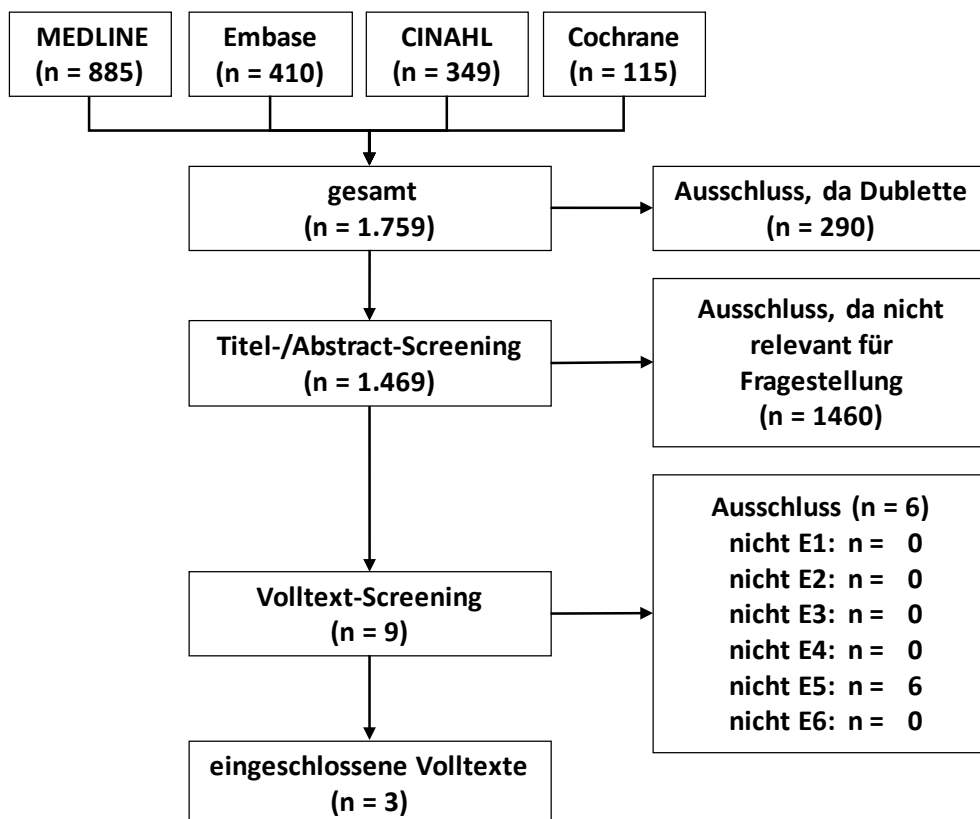 MEDLINE
(n = 885)
Embase
(n = 410)
CINAHL
(n = 349)
Cochrane
(n = 115)
gesamt
(n = 1.759)
Ausschluss, da Dublette
(n = 290)
Titel-/Abstract-Screening
(n = 1.469)
Ausschluss, da nicht
relevant für
Fragestellung
(n = 1460)
Volltext-Screening
(n = 9)
Ausschluss (n = 6)
nicht E1: n = 0
nicht E2: n = 0
nicht E3: n = 0
nicht E4: n = 0
nicht E5: n = 6
nicht E6: n = 0
eingeschlossene Volltexte
(n = 3)